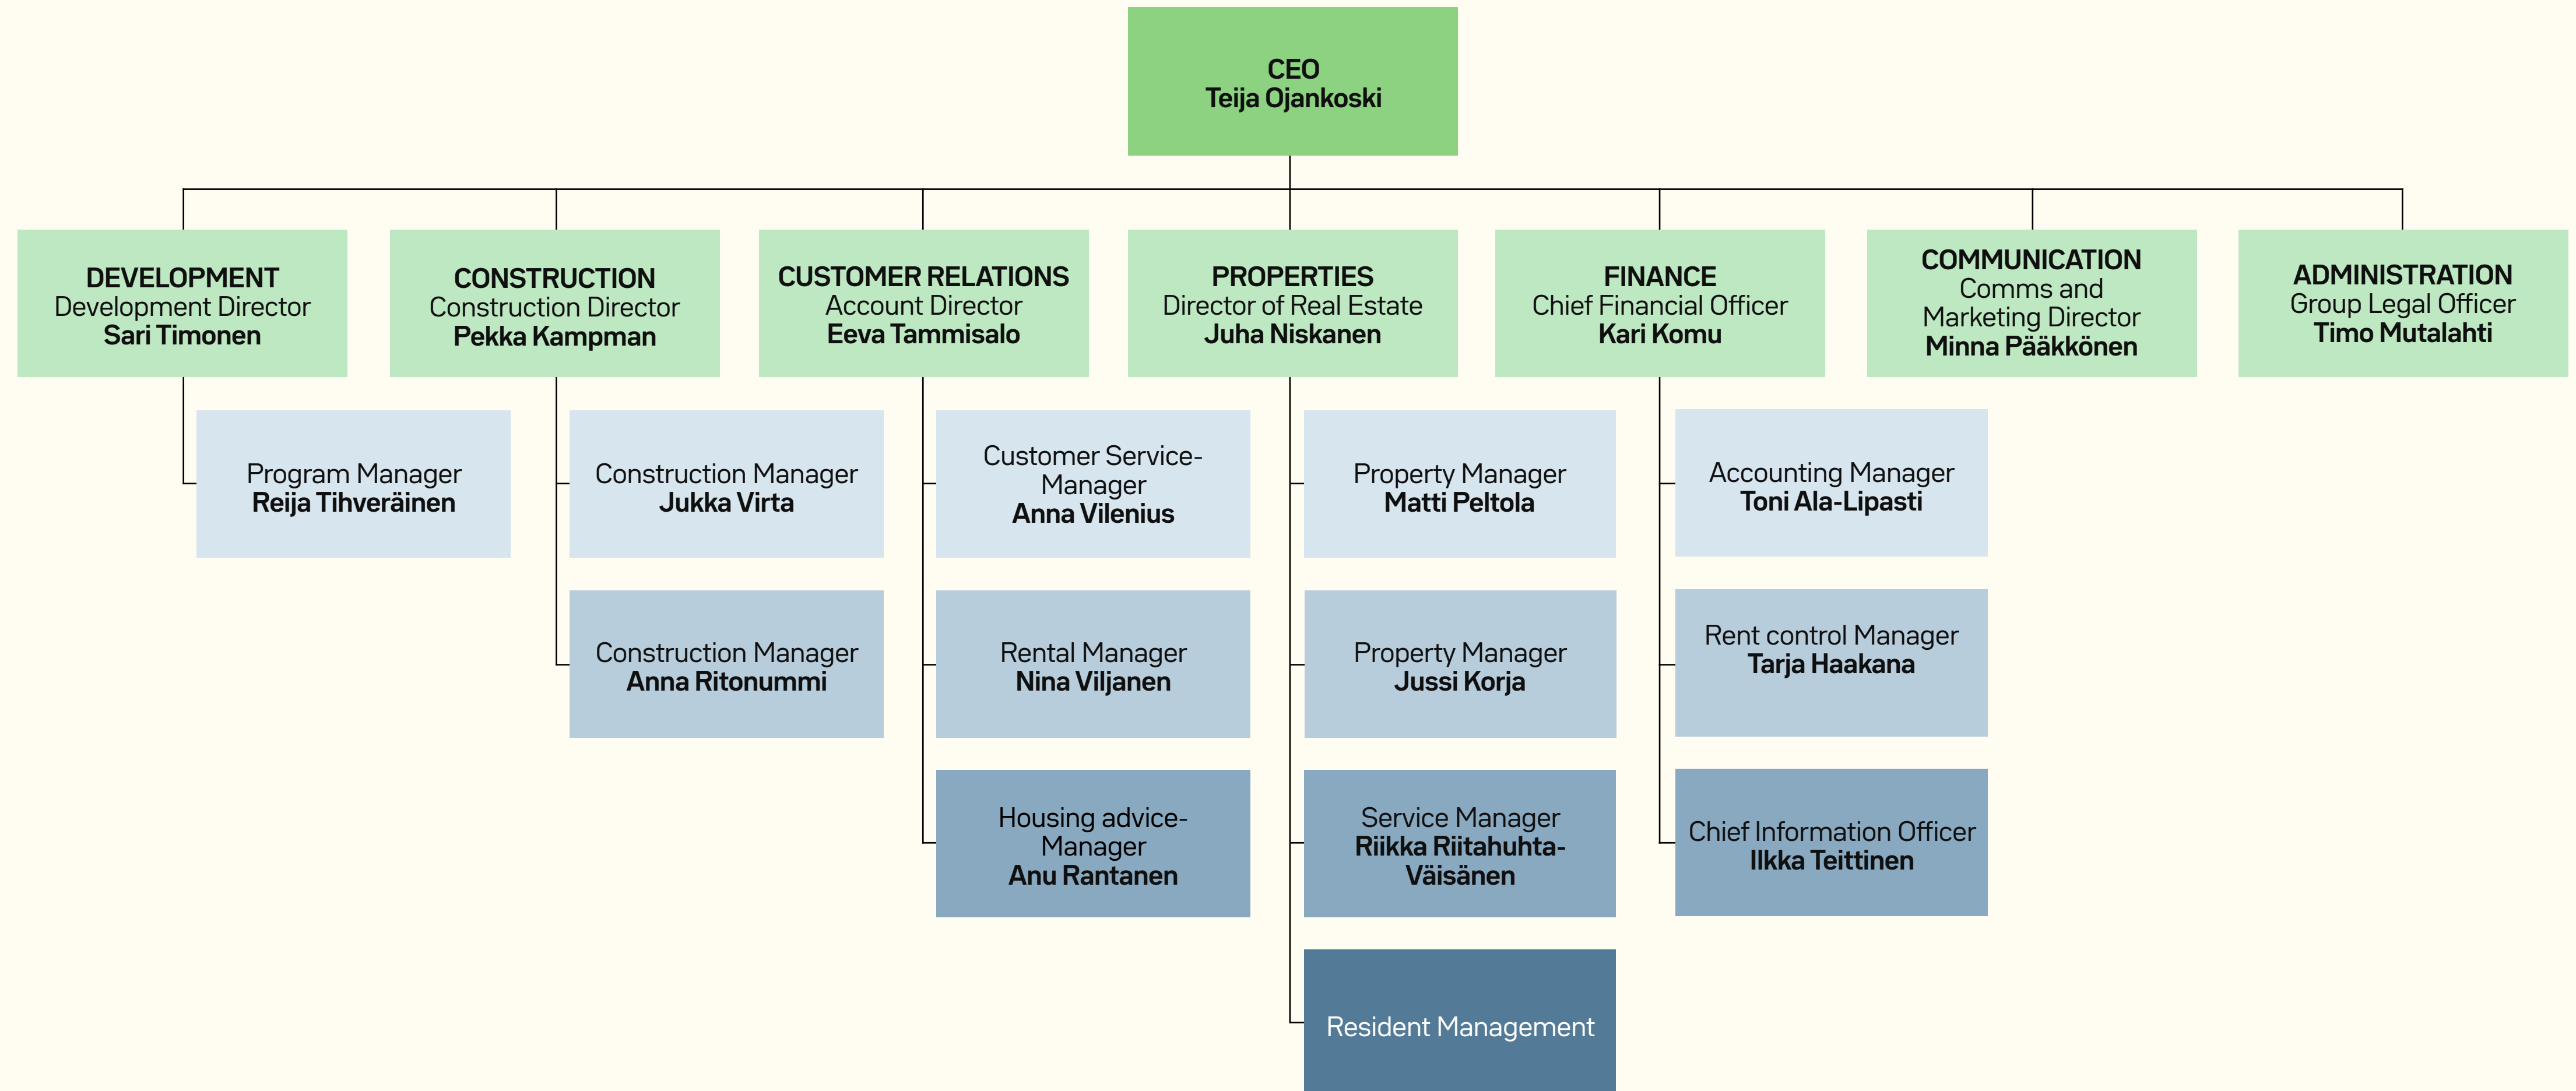 CEO
Teija Ojankoski
DEVELOPMENT
Development Director
Sari Timonen
CONSTRUCTION
Construction Director
Pekka Kampman
CUSTOMER RELATIONS
Account Director
Eeva Tammisalo
PROPERTIES
Director of Real Estate
Juha Niskanen
FINANCE
Chief Financial Officer
Kari Komu
COMMUNICATION
Comms and
Marketing Director
Minna Pääkkönen
ADMINISTRATION
Group Legal Officer
Timo Mutalahti
Program Manager
Reija Tihveräinen
Construction Manager
Jukka Virta
Customer Service-
Manager
Anna Vilenius
Property Manager
Matti Peltola
Accounting Manager
Toni Ala-Lipasti
Construction Manager
Anna Ritonummi
Rental Manager
Nina Viljanen
Property Manager
Jussi Korja
Rent control Manager
Tarja Haakana
Housing advice-
Manager
Anu Rantanen
Service Manager
Riikka Riitahuhta-
Väisänen
Chief Information Officer
Ilkka Teittinen
Resident Management